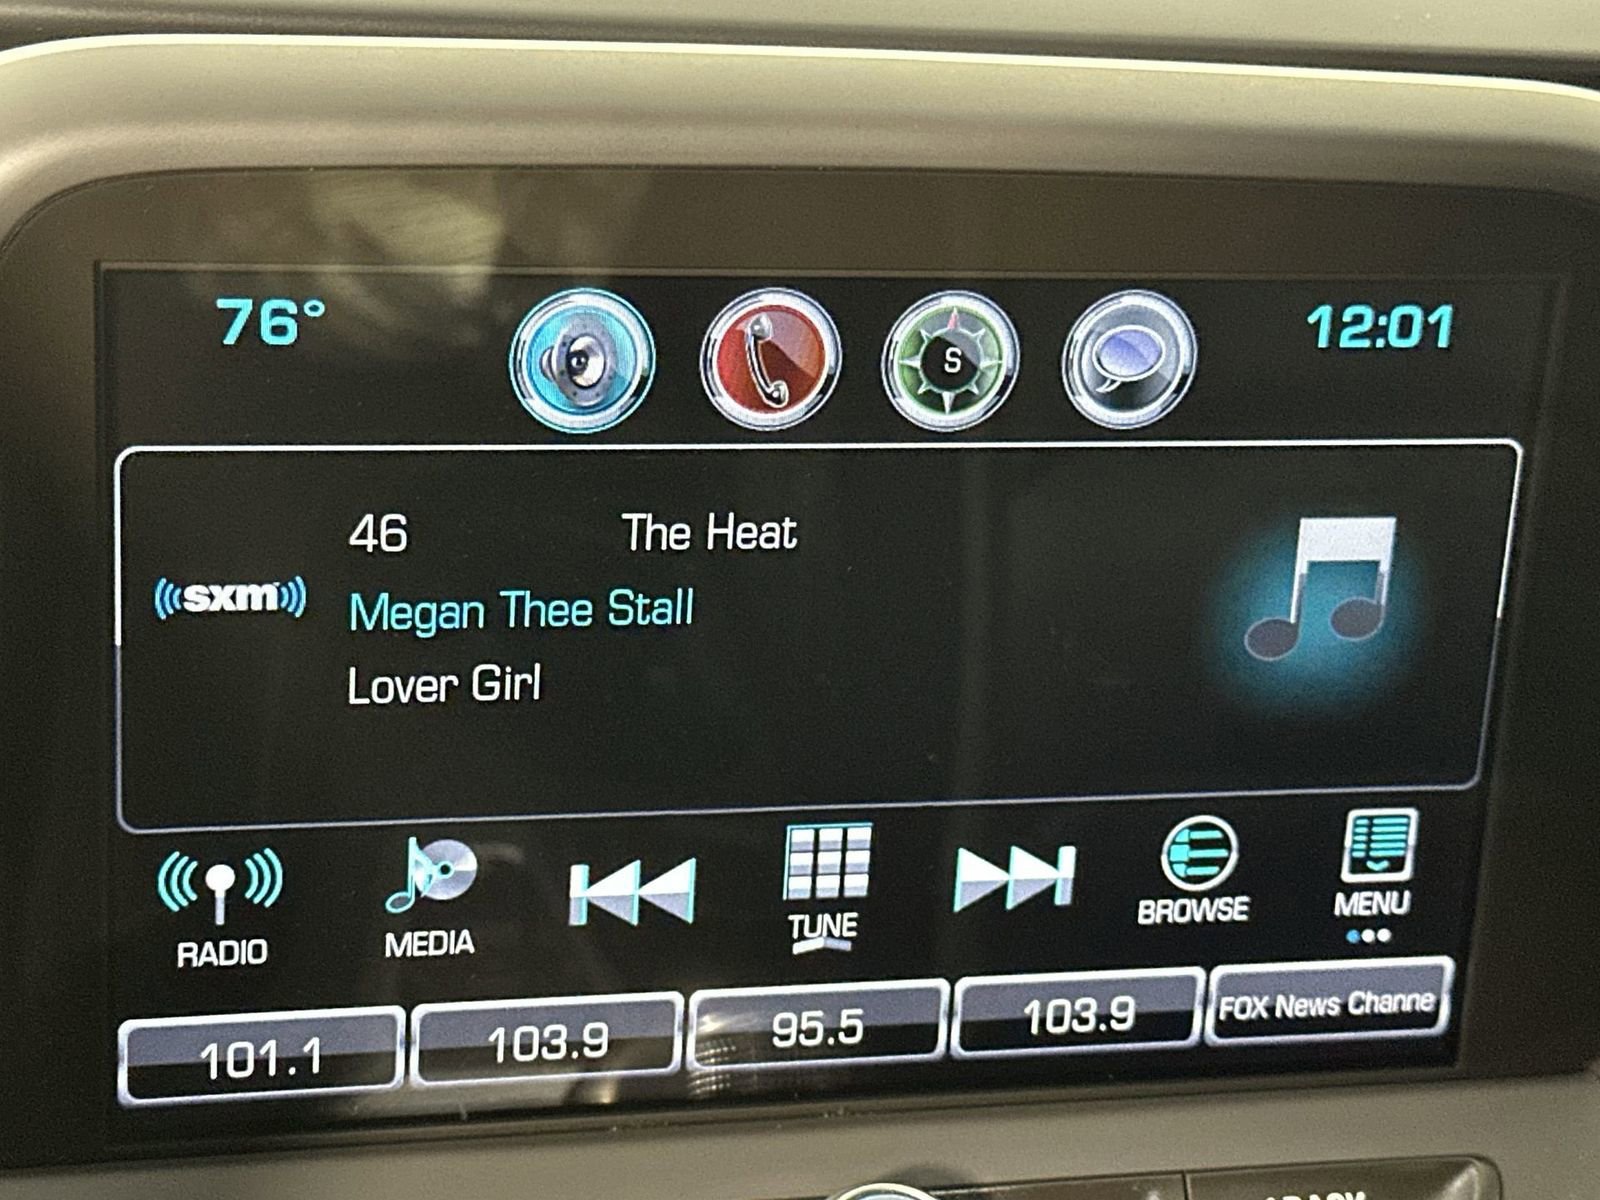 76° S 12:01
46 The Heat
((sxm))
Megan Thee Stall
Lover Girl
RADIO MEDIA TUNE BROWSE MENU
101.1 103.9 95.5 103.9 FOX News Channe